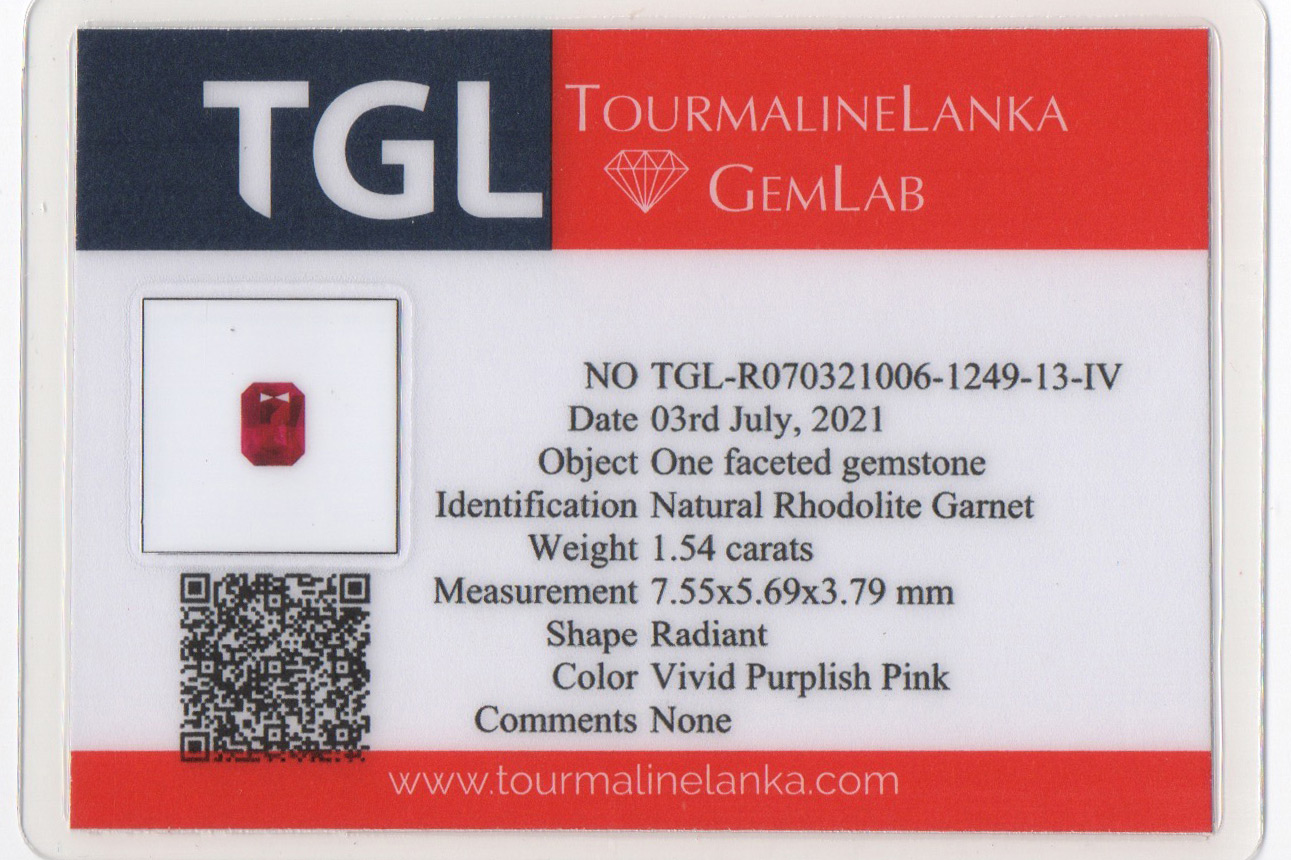 TGL
TOURMALINELANKA
GEMLAB
NO TGL-R070321006-1249-13-IV
Date 03rd July, 2021
Object One faceted gemstone
Identification Natural Rhodolite Garnet
Weight 1.54 carats
Measurement 7.55x5.69x3.79 mm
Shape Radiant
Color Vivid Purplish Pink
Comments None
www.tourmalinelanka.com